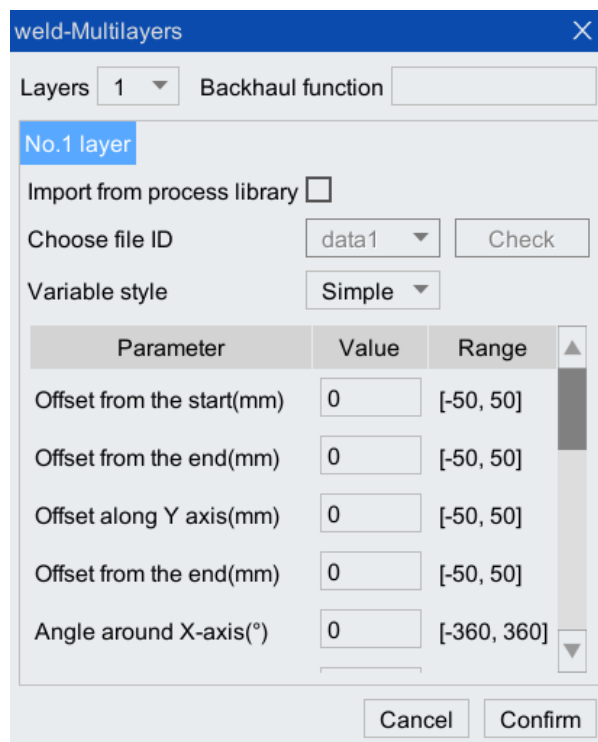 weld-Multilayers
Layers 1 Backhaul function
No.1 layer
Import from process library
Choose file ID data1 Check
Variable style Simple
Parameter Value Range
Offset from the start(mm) 0 [-50, 50]
Offset from the end(mm) 0 [-50, 50]
Offset along Y axis(mm) 0 [-50, 50]
Offset from the end(mm) 0 [-50, 50]
Angle around X-axis(°) 0 [-360, 360]
Cancel Confirm